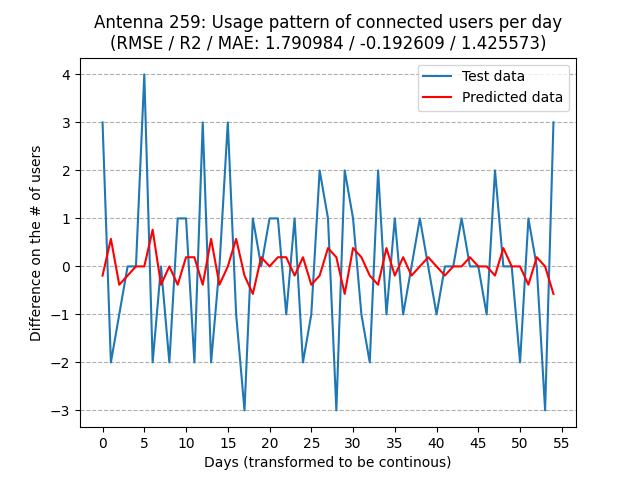 Antenna 259: Usage pattern of connected users per day
(RMSE / R2 / MAE: 1.790984 / -0.192609 / 1.425573)
Test data
Predicted data
4
3
2
1
0
−1
−2
−3
Difference on the # of users
0 5 10 15 20 25 30 35 40 45 50 55
Days (transformed to be continous)